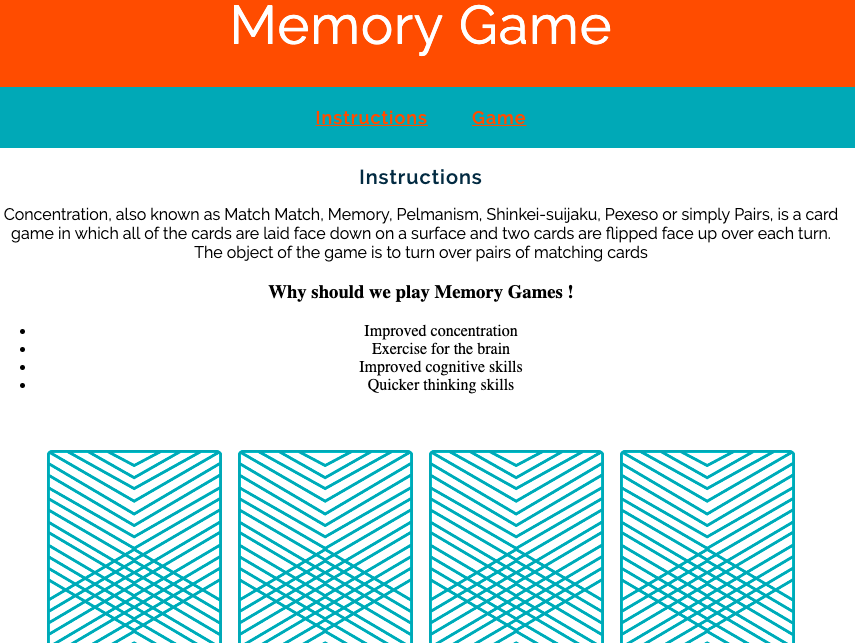 Memory Game
Instructions Game
Instructions
Concentration, also known as Match Match, Memory, Pelmanism, Shinkei-suijaku, Pexeso or simply Pairs, is a card
game in which all of the cards are laid face down on a surface and two cards are flipped face up over each turn.
The object of the game is to turn over pairs of matching cards
Why should we play Memory Games !
Improved concentration
Exercise for the brain
Improved cognitive skills
Quicker thinking skills